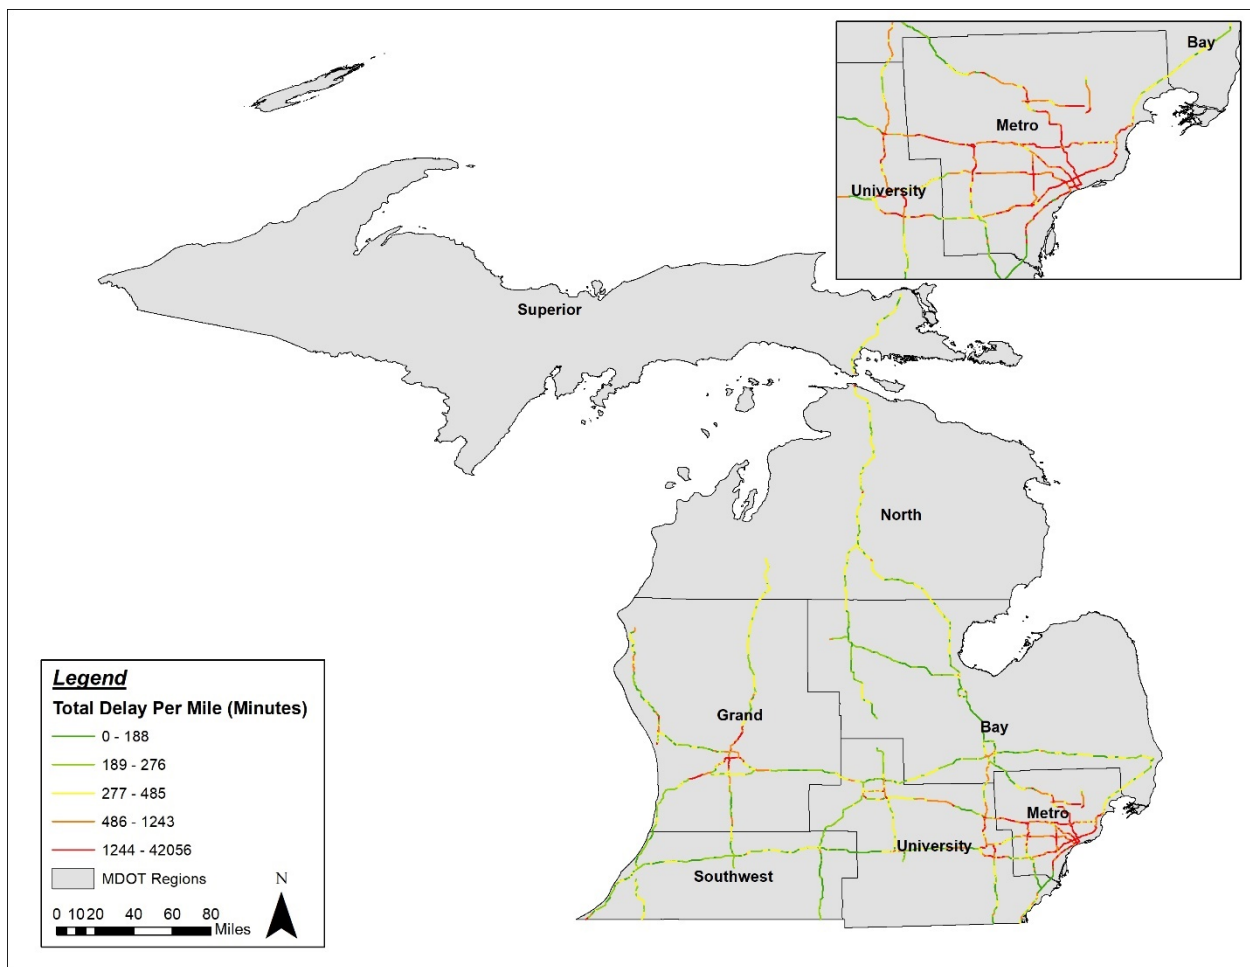 Bay
Metro
University
Superior
North
Grand
Bay
Metro
University
Southwest
Legend
Total Delay Per Mile (Minutes)
0 - 188
189 - 276
277 - 485
486 - 1243
1244 - 42056
MDOT Regions
N
0 10 20 40 60 80
Miles